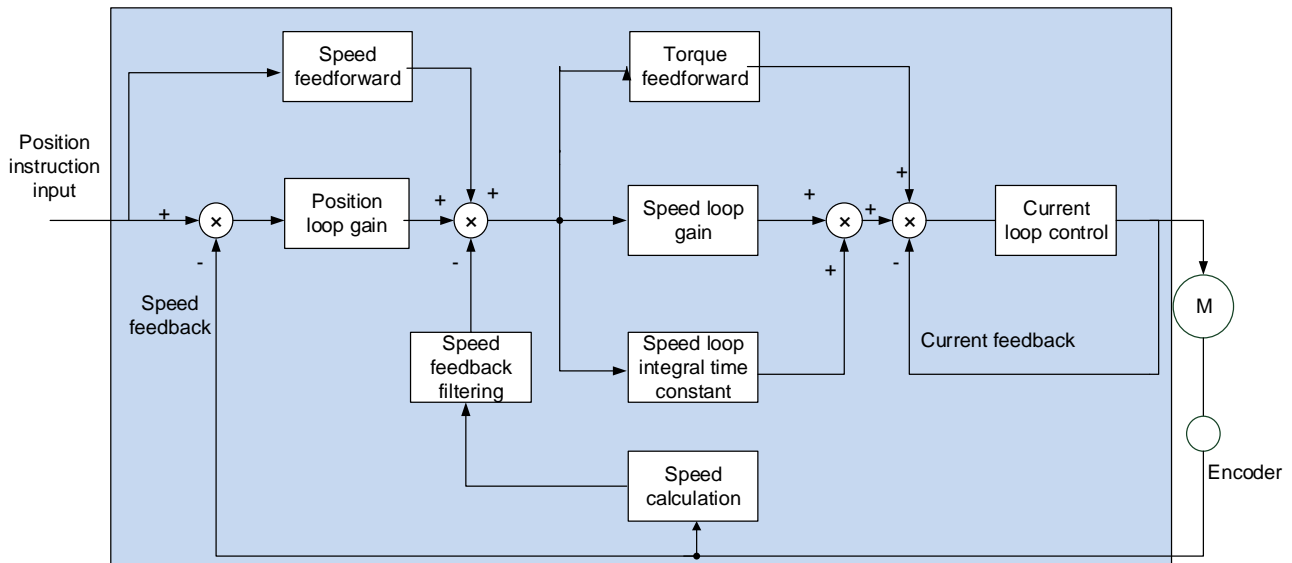 Speed
feedforward
Torque
feedforward
Position
instruction
input
+
×
-
Position
loop gain
+
+
×
-
Speed loop
gain
+
×
+
+
+
×
-
Current
loop control
M
Speed
feedback
Speed
feedback
filtering
Speed loop
integral time
constant
Current feedback
Speed
calculation
Encoder